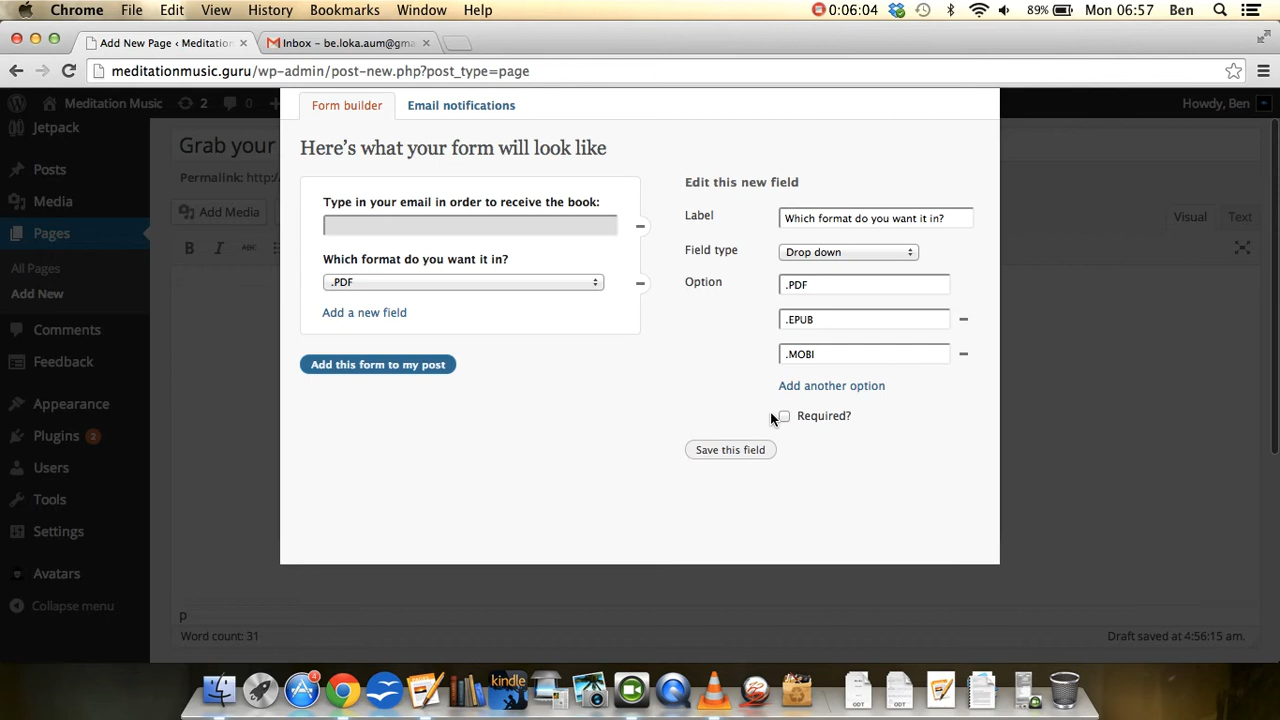 Chrome File Edit View History Bookmarks Window Help 0:06:04 89% Mon 06:57 Ben
Add New Page ‹ Meditation Inbox – be.loka.aum@gma
meditationmusic.guru/wp-admin/post-new.php?post_type=page
Meditation Music 2 0 Howdy, Ben
Form builder Email notifications
Jetpack
Grab your
Here's what your form will look like
Posts
Permalink: http:/
Edit this new field
Media
Add Media
Type in your email in order to receive the book:
Label Which format do you want it in?
Visual Text
Pages
B I ABC
Field type Drop down
Which format do you want it in?
All Pages
.PDF
Option .PDF
Add New
Add a new field
.EPUB
Comments
.MOBI
Feedback
Add this form to my post
Add another option
Appearance
Required?
Plugins 2
Save this field
Users
Tools
Settings
Avatars
Collapse menu
p
Word count: 31 Draft saved at 4:56:15 am.
4
kindle
ODT ODT ODT